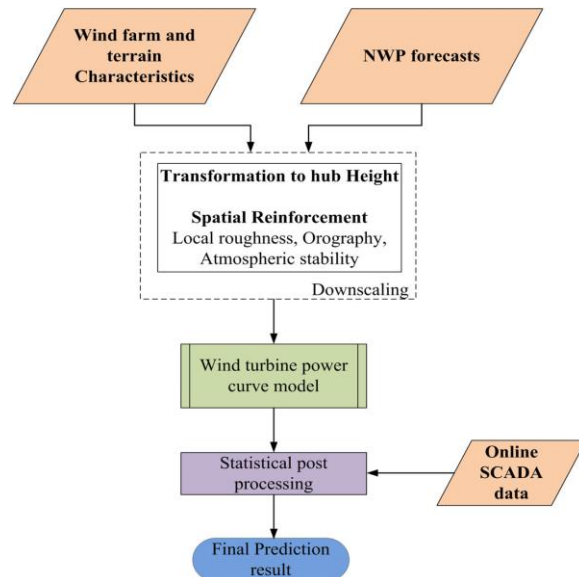 Wind farm and
terrain
Characteristics
NWP forecasts
Transformation to hub Height
Spatial Reinforcement
Local roughness, Orography,
Atmospheric stability
Downscaling
Wind turbine power
curve model
Statistical post
processing
Online
SCADA
data
Final Prediction
result